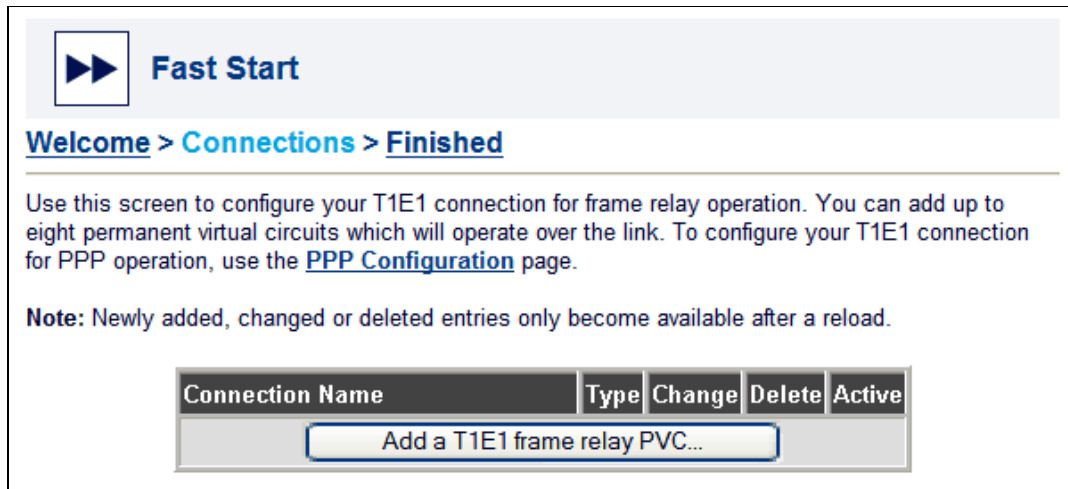 Fast Start
Welcome > Connections > Finished
Use this screen to configure your T1E1 connection for frame relay operation. You can add up to
eight permanent virtual circuits which will operate over the link. To configure your T1E1 connection
for PPP operation, use the PPP Configuration page.
Note: Newly added, changed or deleted entries only become available after a reload.
Connection Name Type Change Delete Active
Add a T1E1 frame relay PVC...